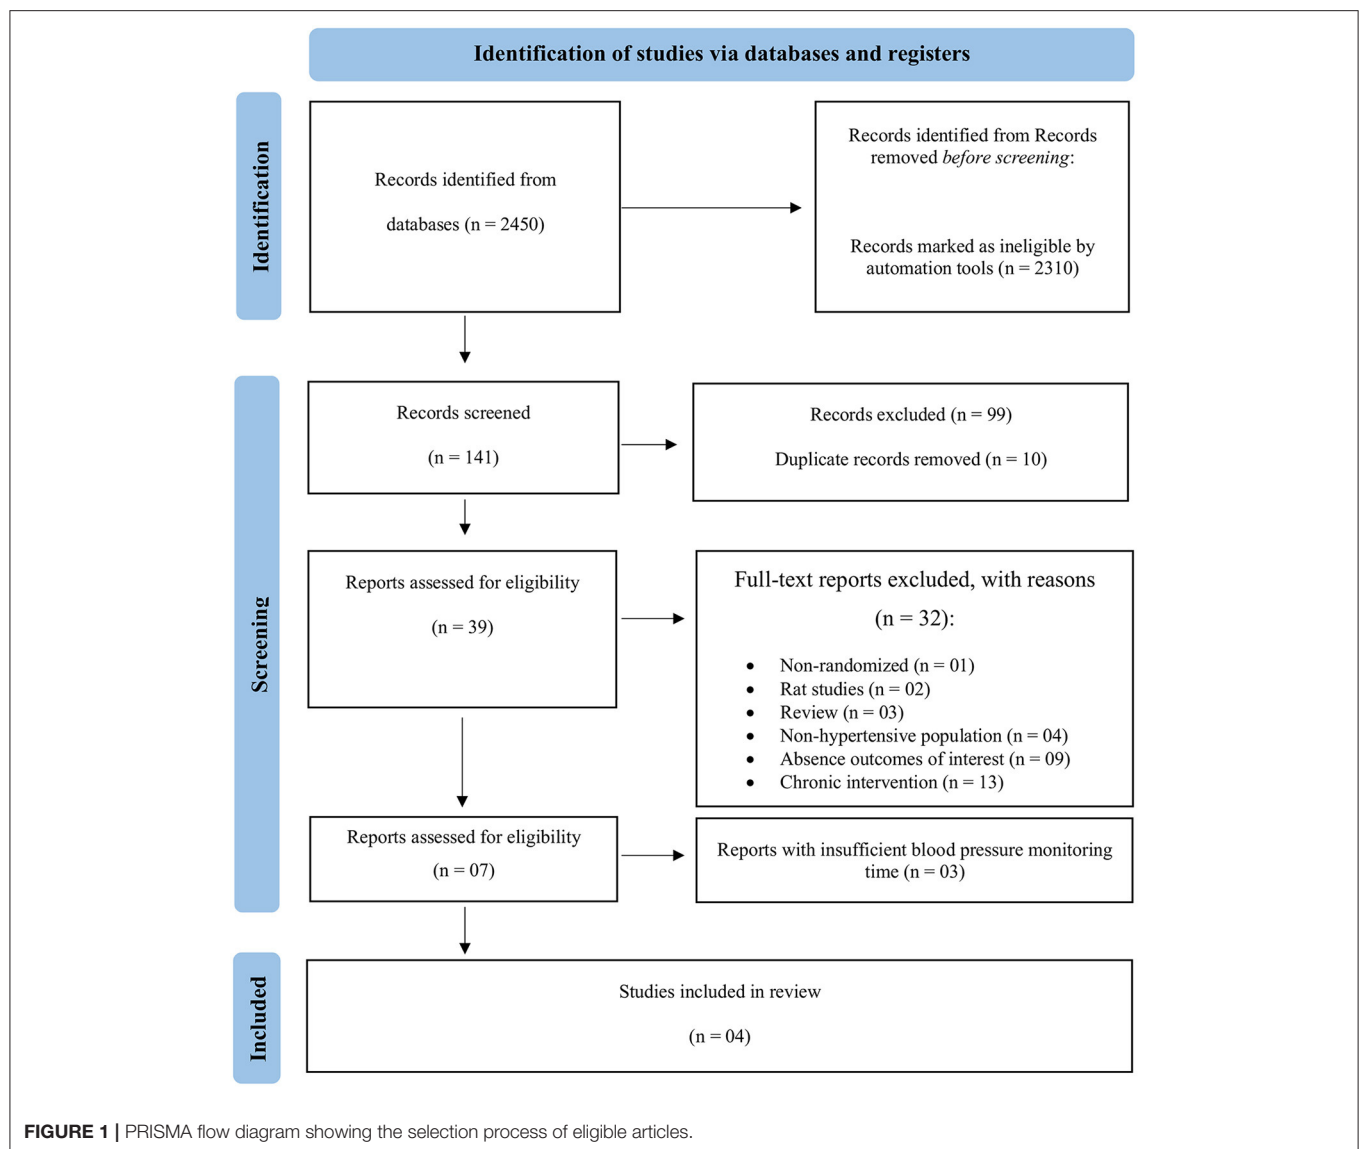 Identification of studies via databases and registers
Identification
Records identified from
databases (n = 2450)
Records identified from Records
removed before screening:
Records marked as ineligible by
automation tools (n = 2310)
Screening
Records screened
(n = 141)
Records excluded (n = 99)
Duplicate records removed (n = 10)
Reports assessed for eligibility
(n = 39)
Full-text reports excluded, with reasons
(n = 32):
• Non-randomized (n = 01)
• Rat studies (n = 02)
• Review (n = 03)
• Non-hypertensive population (n = 04)
• Absence outcomes of interest (n = 09)
• Chronic intervention (n = 13)
Reports assessed for eligibility
(n = 07)
Reports with insufficient blood pressure monitoring
time (n = 03)
Included
Studies included in review
(n = 04)
FIGURE 1 | PRISMA flow diagram showing the selection process of eligible articles.